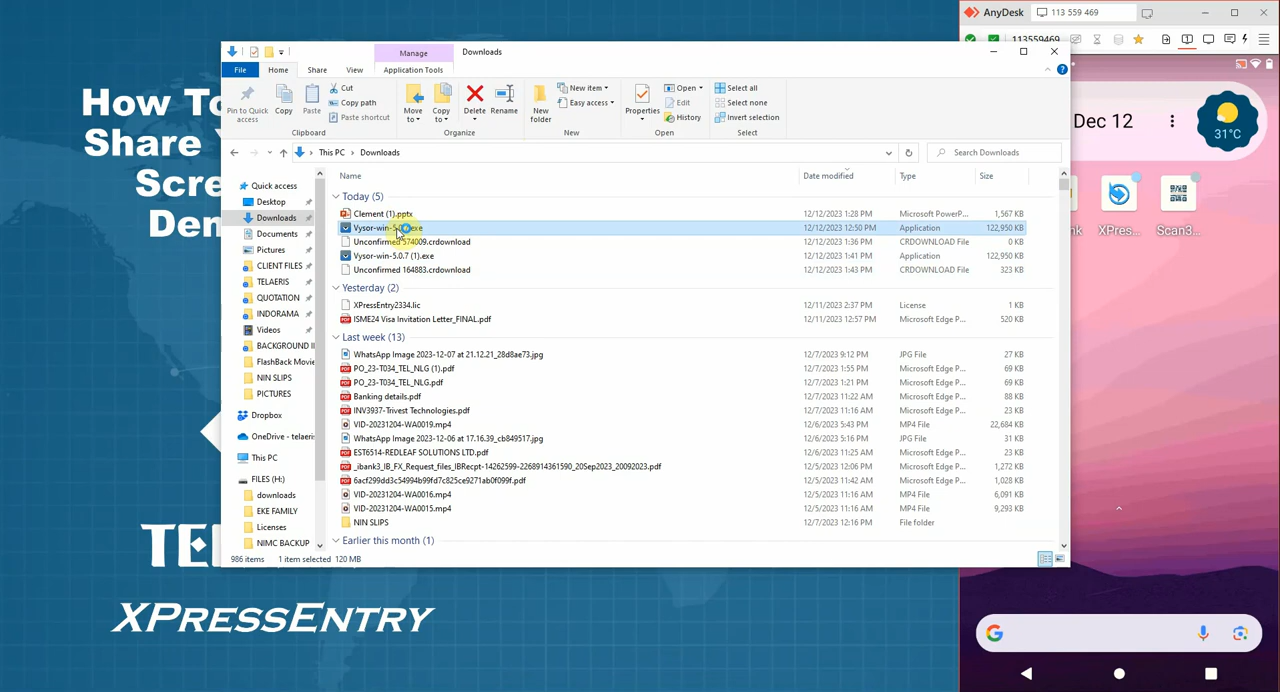 AnyDesk
113 559 469
113559469
How To
Share
Scre
Den
Manage
Downloads
File
Home
Share
View
Application Tools
Pin to Quick
access
Copy
Paste
Cut
Copy path
Paste shortcut
Clipboard
Move
to
Copy
to
Delete
Rename
Organize
New
folder
New item
Easy access
New
Properties
Open
Edit
History
Open
Select all
Select none
Invert selection
Select
This PC
Downloads
Search Downloads
Dec 12
31°C
XPres...
Scan3...
Quick access
Desktop
Downloads
Documents
Pictures
CLIENT FILES
TELAERIS
QUOTATION
INDORAMA
Videos
BACKGROUND I
FlashBack Movie
NIN SLIPS
PICTURES
Dropbox
OneDrive - telaeris
This PC
FILES (H:)
downloads
EKE FAMILY
Licenses
NIMC BACKUP
Name
Date modified
Type
Size
Today (5)
Clement (1).pptx 12/12/2023 1:28 PM Microsoft PowerP... 1,567 KB
Vysor-win-5. .exe 12/12/2023 12:50 PM Application 122,950 KB
Unconfirmed 574009.crdownload 12/12/2023 1:36 PM CRDOWNLOAD File 0 KB
Vysor-win-5.0.7 (1).exe 12/12/2023 1:41 PM Application 122,950 KB
Unconfirmed 164883.crdownload 12/12/2023 1:43 PM CRDOWNLOAD File 323 KB
Yesterday (2)
XPressEntry2334.lic 12/11/2023 2:37 PM License 1 KB
ISME24 Visa Invitation Letter_FINAL.pdf 12/11/2023 12:57 PM Microsoft Edge P... 520 KB
Last week (13)
WhatsApp Image 2023-12-07 at 21.12.21_28d8ae73.jpg 12/7/2023 9:12 PM JPG File 27 KB
PO_23-T034_TEL_NLG (1).pdf 12/7/2023 1:55 PM Microsoft Edge P... 69 KB
PO_23-T034_TEL_NLG.pdf 12/7/2023 1:21 PM Microsoft Edge P... 69 KB
Banking details.pdf 12/7/2023 11:22 AM Microsoft Edge P... 88 KB
INV3937-Trivest Technologies.pdf 12/7/2023 11:16 AM Microsoft Edge P... 23 KB
VID-20231204-WA0019.mp4 12/6/2023 5:43 PM MP4 File 22,684 KB
WhatsApp Image 2023-12-06 at 17.16.39_cb849517.jpg 12/6/2023 5:16 PM JPG File 31 KB
EST6514-REDLEAF SOLUTIONS LTD.pdf 12/6/2023 11:25 AM Microsoft Edge P... 23 KB
_ibank3_IB_FX_Request_files_IBRecpt-14262599-2268914361590_20Sep2023_20092023.pdf 12/5/2023 12:06 PM Microsoft Edge P... 1,272 KB
6acf299dd3c54994b99fd7c825ce9271ab0f099f.pdf 12/5/2023 11:42 AM Microsoft Edge P... 1,028 KB
VID-20231204-WA0016.mp4 12/5/2023 11:16 AM MP4 File 6,091 KB
VID-20231204-WA0015.mp4 12/5/2023 11:16 AM MP4 File 9,293 KB
NIN SLIPS 12/7/2023 12:16 PM File folder
Earlier this month (1)
986 items 1 item selected 120 MB
TEL
XPRESSENTRY